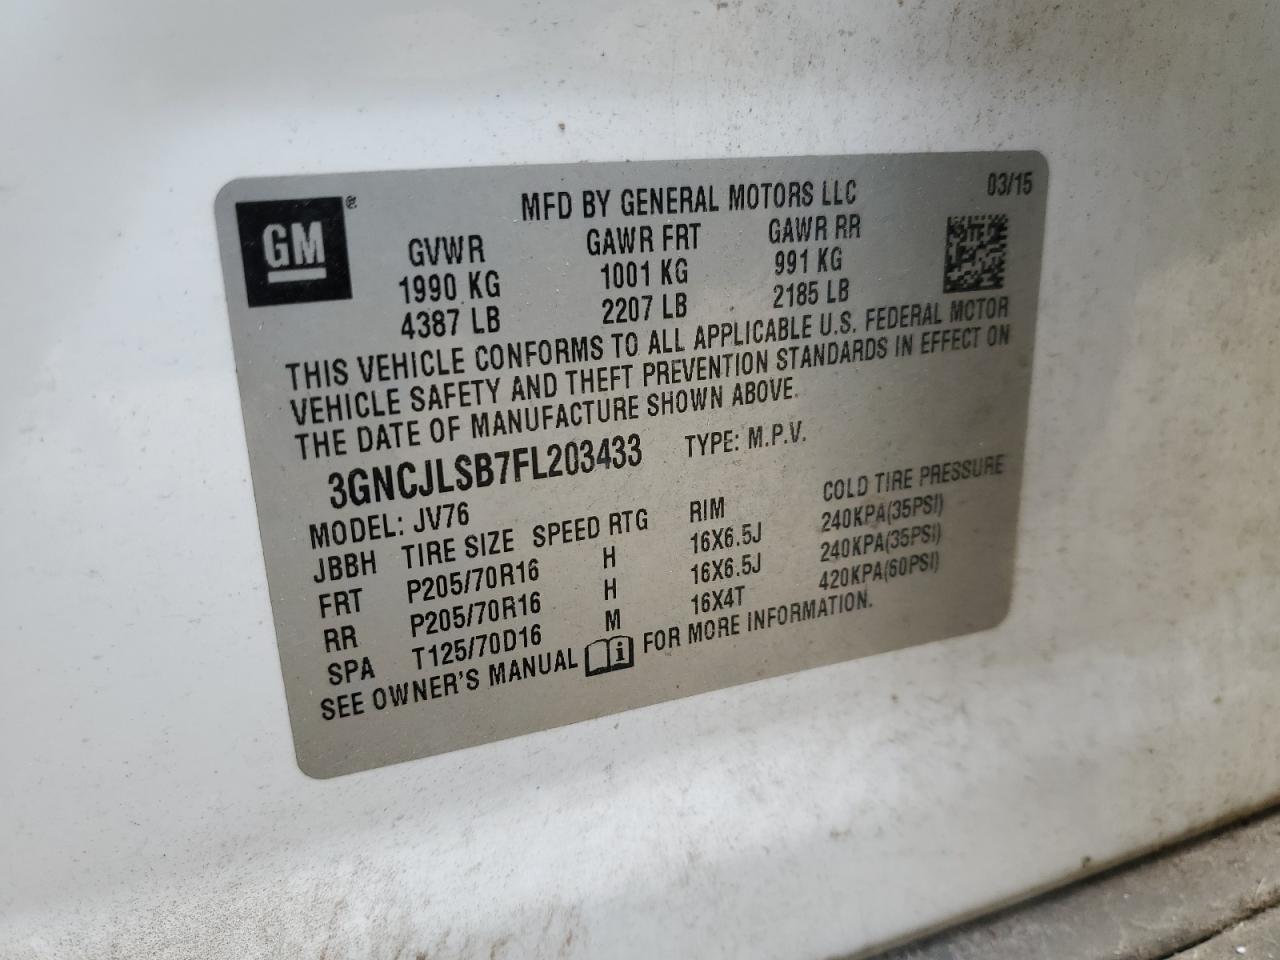 GM ®
MFD BY GENERAL MOTORS LLC 03/15
GVWR GAWR FRT GAWR RR
1990 KG 1001 KG 991 KG
4387 LB 2207 LB 2185 LB
THIS VEHICLE CONFORMS TO ALL APPLICABLE U.S. FEDERAL MOTOR
VEHICLE SAFETY AND THEFT PREVENTION STANDARDS IN EFFECT ON
THE DATE OF MANUFACTURE SHOWN ABOVE.
3GNCJLSB7FL203433 TYPE: M.P.V.
MODEL: JV76
JBBH TIRE SIZE SPEED RTG RIM COLD TIRE PRESSURE
FRT P205/70R16 H 16X6.5J 240KPA(35PSI)
RR P205/70R16 H 16X6.5J 240KPA(35PSI)
SPA T125/70D16 M 16X4T 420KPA(60PSI)
SEE OWNER'S MANUAL i FOR MORE INFORMATION.